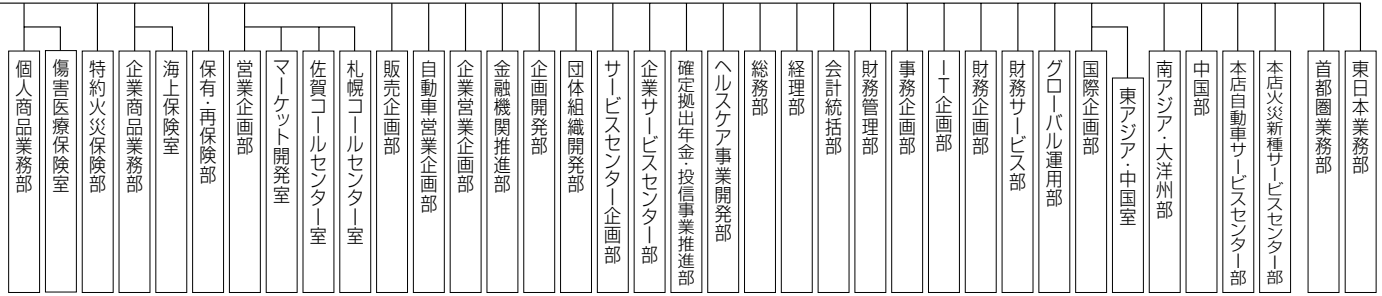 個人商品業務部
傷害医療保険室
特約火災保険部
企業商品業務部
海上保険室
保有・再保険部
営業企画部
マーケット開発室
佐賀コールセンター室
札幌コールセンター室
販売企画部
自動車営業企画部
企業営業企画部
金融機関推進部
企画開発部
団体組織開発部
サービスセンター企画部
企業サービスセンター部
確定拠出年金・投信事業推進部
ヘルスケア事業開発部
総務部
経理部
会計統括部
財務管理部
事務企画部
IT企画部
財務企画部
財務サービス部
グローバル運用部
国際企画部
東アジア・中国室
南アジア・大洋州部
中国部
本店自動車サービスセンター部
本店火災新種サービスセンター部
首都圏業務部
東日本業務部